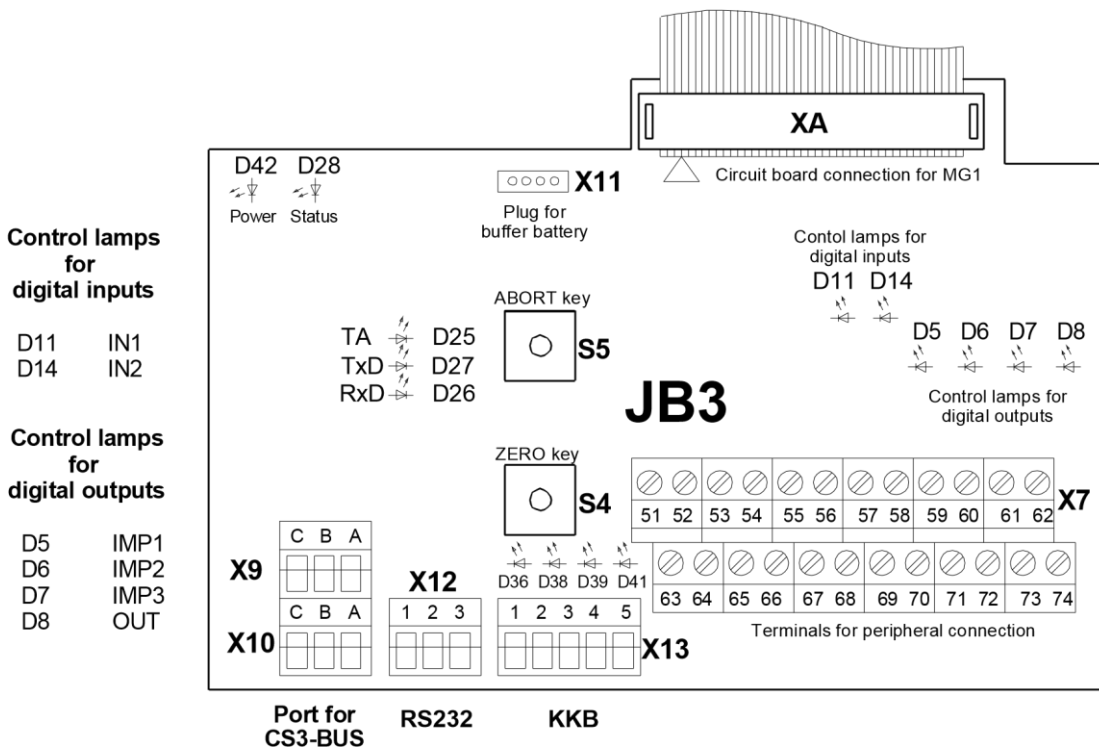 XA
D42 D28
Power Status
X11
Plug for
buffer battery
Circuit board connection for MG1
Control lamps
for
digital inputs
D11 IN1
D14 IN2
Contol lamps for
digital inputs
D11 D14
D5 D6 D7 D8
Control lamps for
digital outputs
ABORT key
S5
TA D25
TxD D27
RxD D26
JB3
Control lamps
for
digital outputs
D5 IMP1
D6 IMP2
D7 IMP3
D8 OUT
ZERO key
S4
X7
51 52 53 54 55 56 57 58 59 60 61 62
63 64 65 66 67 68 69 70 71 72 73 74
Terminals for peripheral connection
D36 D38 D39 D41
X9
C B A
X10
C B A
X12
1 2 3
1 2 3 4 5
X13
Port for
CS3-BUS
RS232
KKB